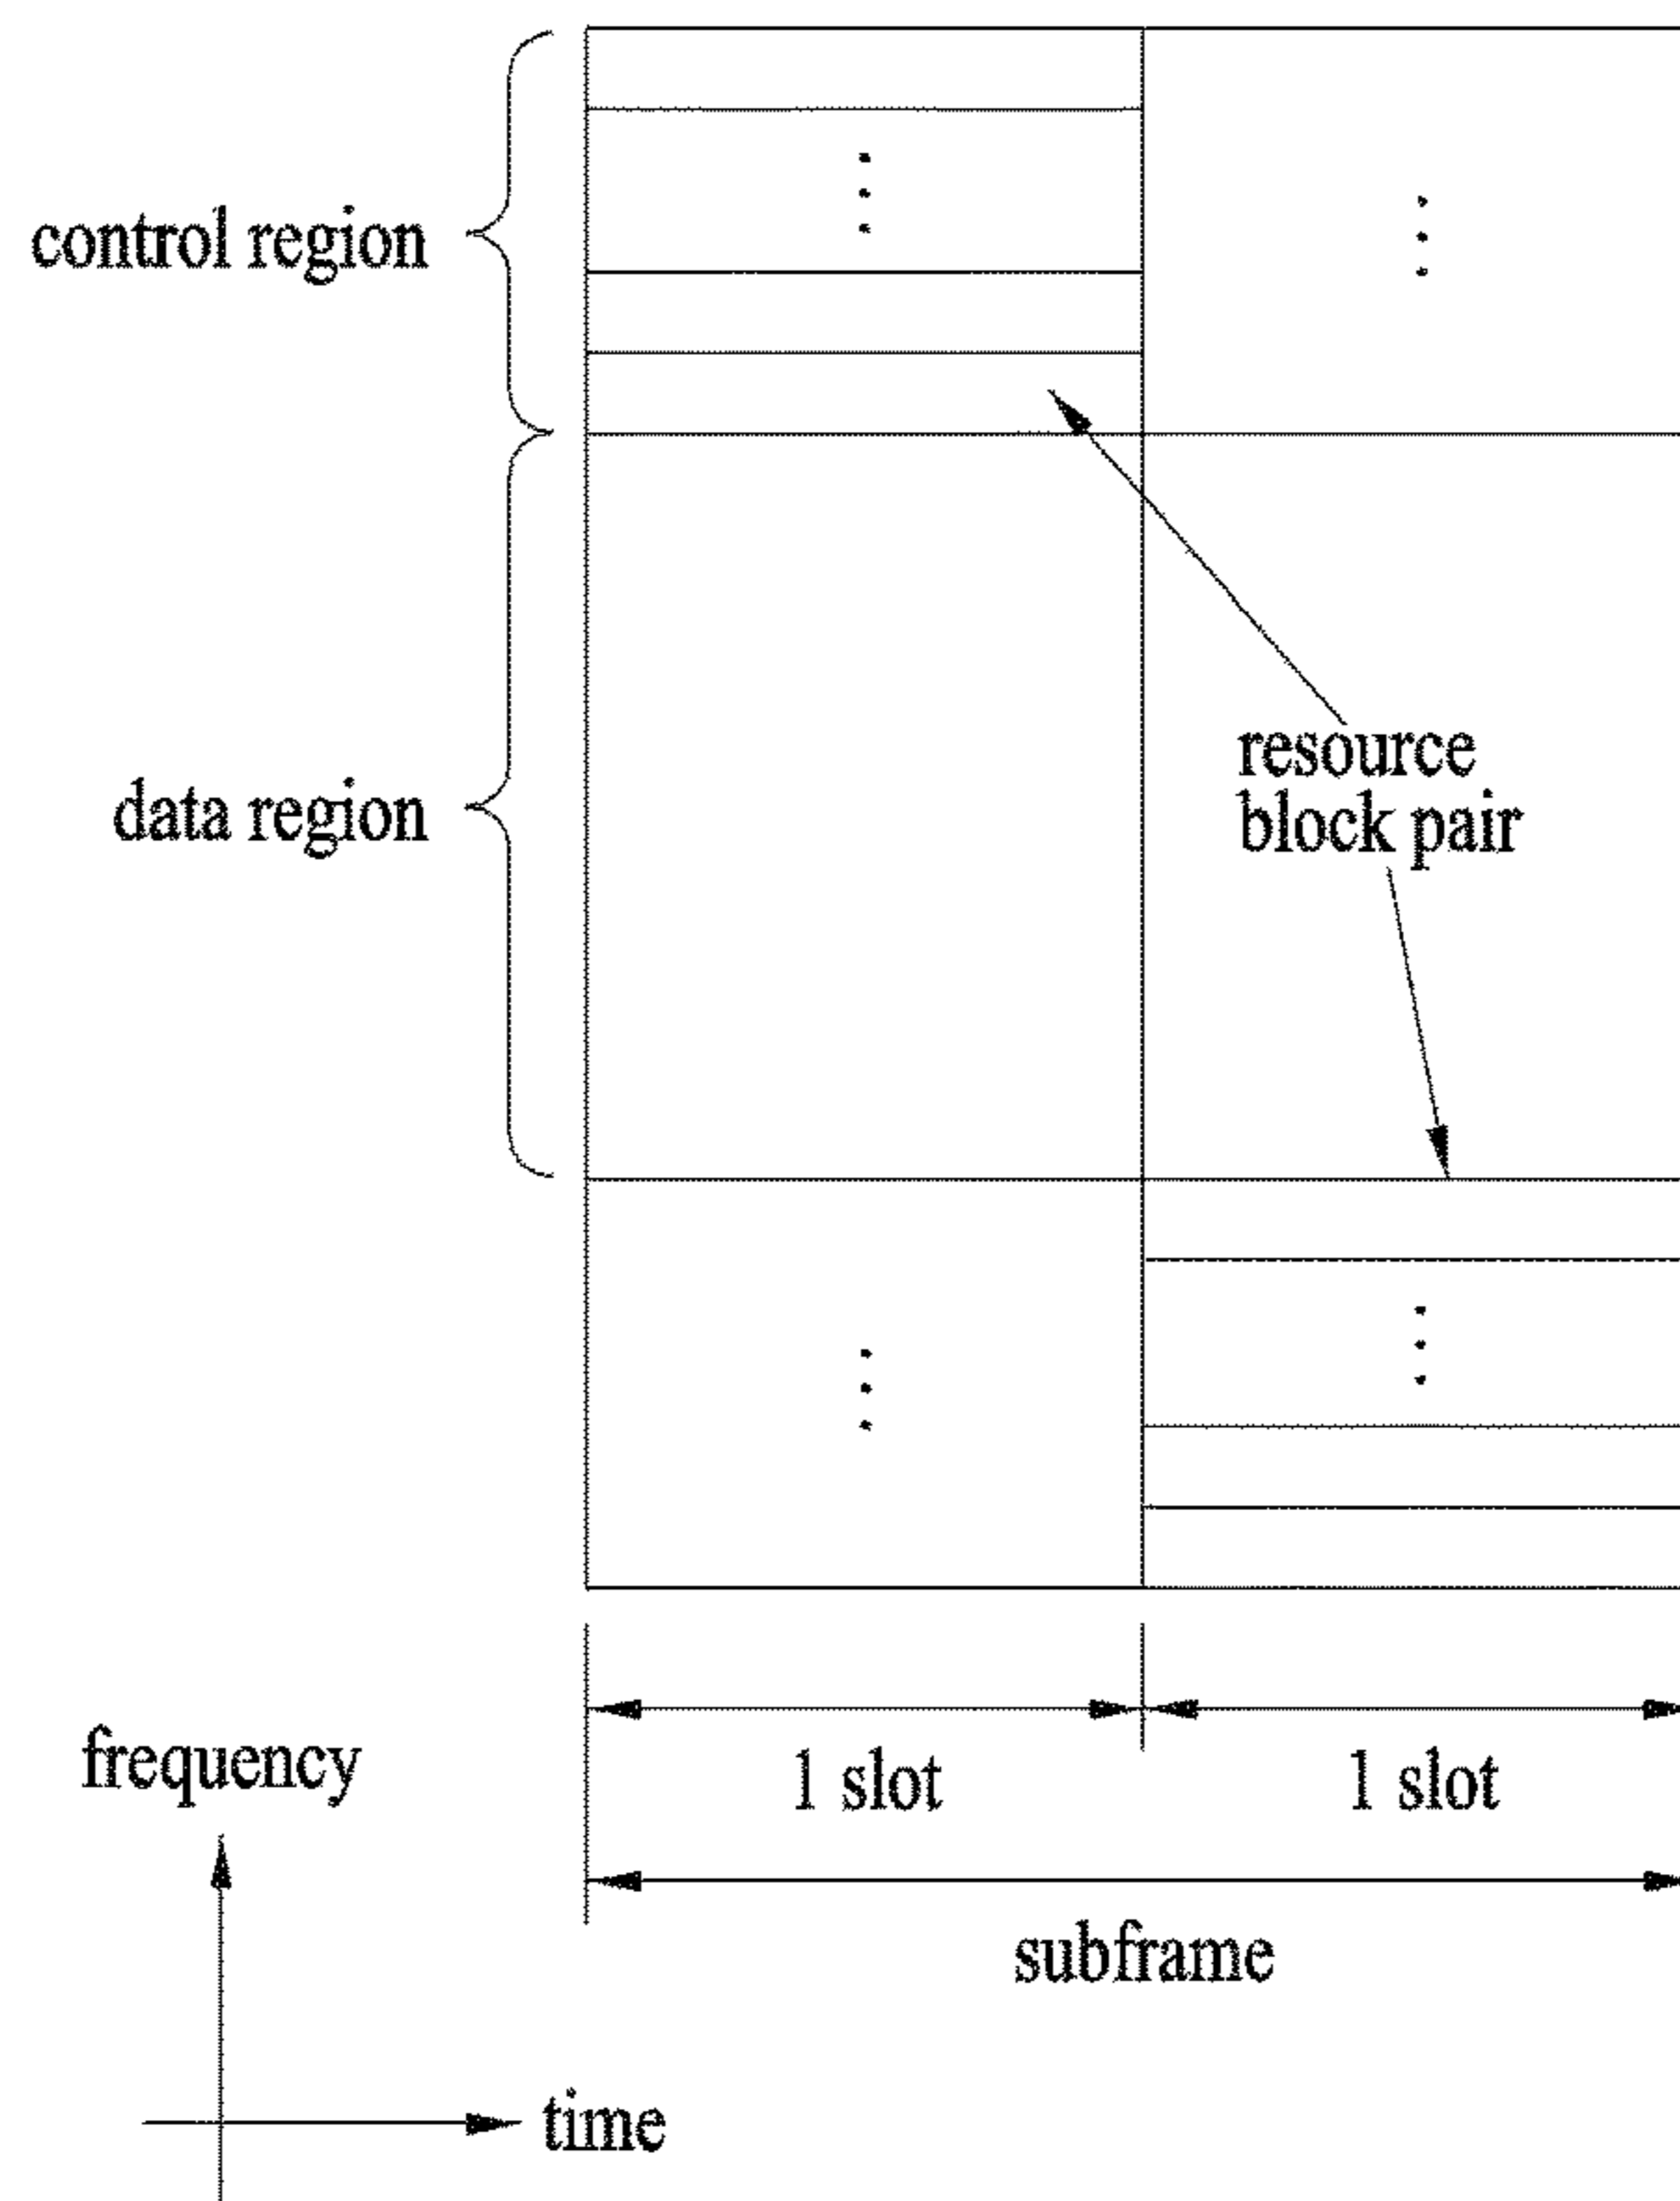 control region
data region
resource
block pair
1 slot
1 slot
subframe
frequency
time